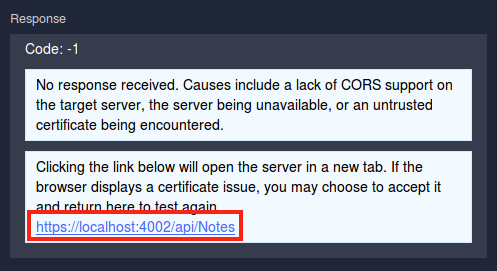 Response
Code: -1
No response received. Causes include a lack of CORS support on
the target server, the server being unavailable, or an untrusted
certificate being encountered.
Clicking the link below will open the server in a new tab. If the
browser displays a certificate issue, you may choose to accept it
and return here to test again
https://localhost:4002/api/Notes